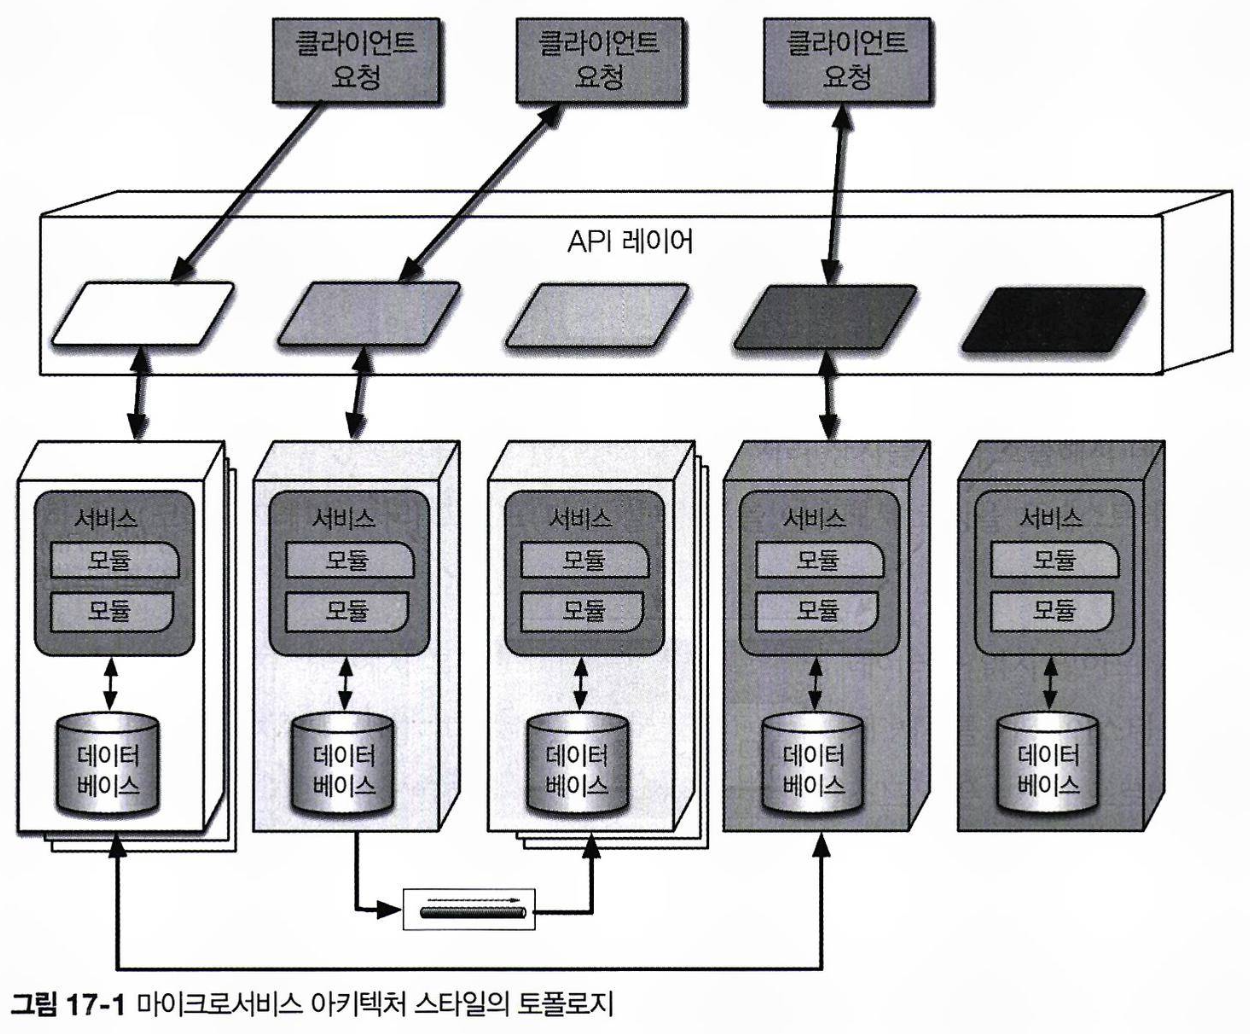 클라이언트
요청
클라이언트
요청
클라이언트
요청
API 레이어
서비스
모듈
모듈
데이터
베이스
서비스
모듈
모듈
데이터
베이스
서비스
모듈
모듈
데이터
베이스
서비스
모듈
모듈
데이터
베이스
서비스
모듈
모듈
데이터
베이스
그림 17-1 마이크로서비스 아키텍처 스타일의 토폴로지